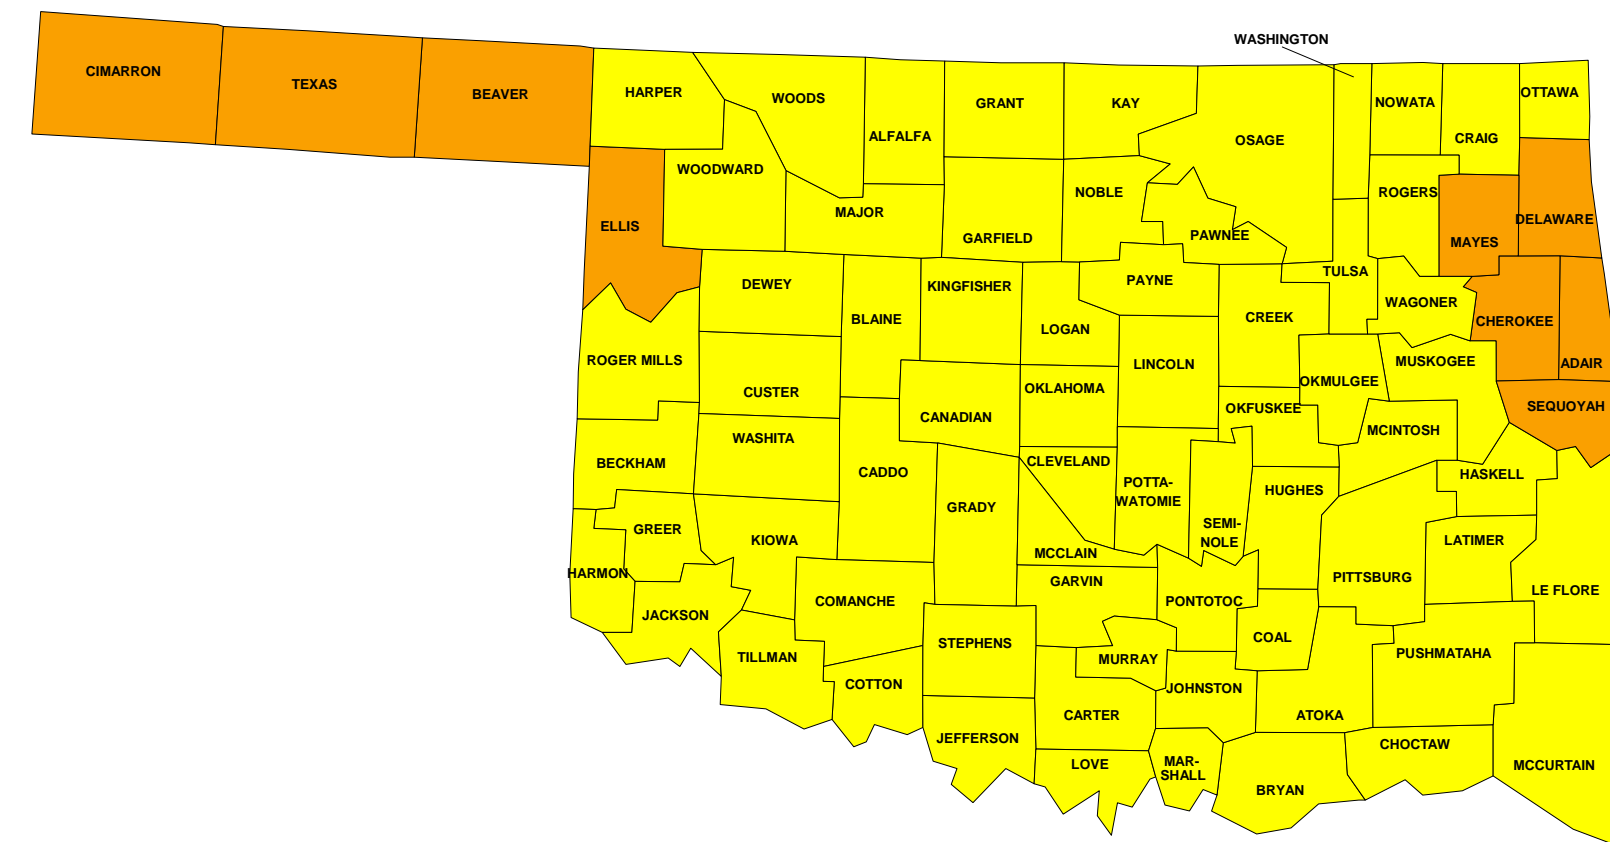 WASHINGTON
CIMARRON
TEXAS
BEAVER
HARPER
WOODS
ALFALFA
GRANT
KAY
OSAGE
NOWATA
CRAIG
OTTAWA
WOODWARD
MAJOR
NOBLE
ROGERS
ELLIS
GARFIELD
PAWNEE
MAYES
DELAWARE
DEWEY
BLAINE
KINGFISHER
LOGAN
PAYNE
CREEK
TULSA
WAGONER
CHEROKEE
ADAIR
ROGER MILLS
CUSTER
CANADIAN
OKLAHOMA
LINCOLN
OKFUSKEE
OKMULGEE
MUSKOGEE
SEQUOYAH
BECKHAM
WASHITA
CADDO
GRADY
CLEVELAND
POTTA-
WATOMIE
SEMI-
NOLE
HUGHES
MCINTOSH
HASKELL
GREER
KIOWA
MCCLAIN
PITTSBURG
LATIMER
HARMON
JACKSON
COMANCHE
GARVIN
PONTOTOC
COAL
LE FLORE
TILLMAN
COTTON
STEPHENS
MURRAY
JOHNSTON
ATOKA
PUSHMATAHA
JEFFERSON
CARTER
LOVE
MAR-
SHALL
BRYAN
CHOCTAW
MCCURTAIN